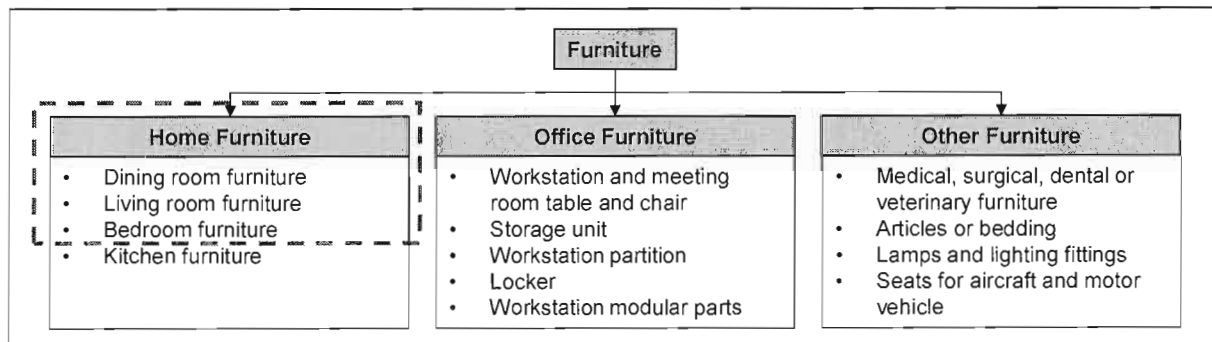 Furniture
Home Furniture
• Dining room furniture
• Living room furniture
• Bedroom furniture
• Kitchen furniture
Office Furniture
• Workstation and meeting
room table and chair
• Storage unit
• Workstation partition
• Locker
• Workstation modular parts
Other Furniture
• Medical, surgical, dental or
veterinary furniture
• Articles or bedding
• Lamps and lighting fittings
• Seats for aircraft and motor
vehicle